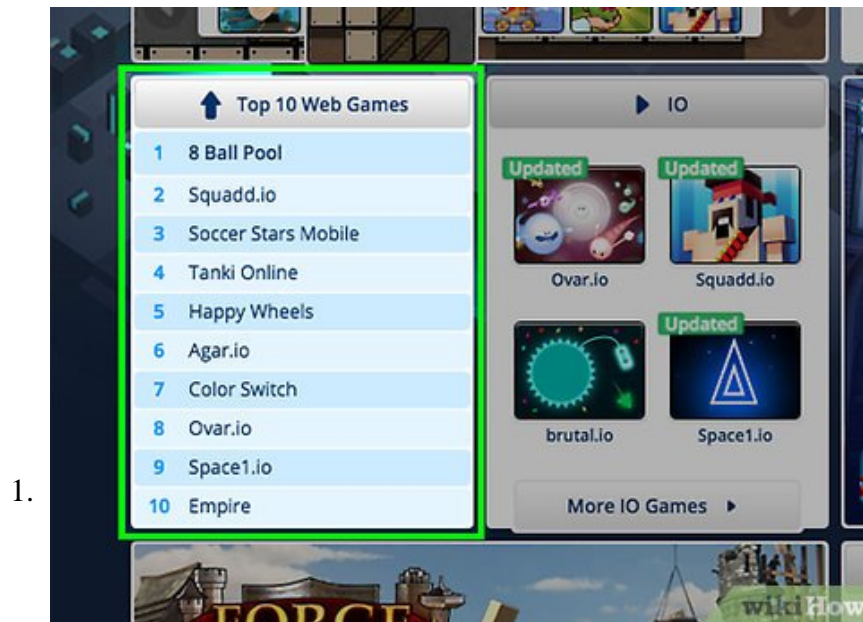 Top 10 Web Games
1 8 Ball Pool
2 Squadd.io
3 Soccer Stars Mobile
4 Tanki Online
5 Happy Wheels
6 Agar.io
7 Color Switch
8 Ovar.io
9 Space1.io
10 Empire
IO
Updated
Updated
Ovar.io
Squadd.io
Updated
brutal.io
Space1.io
More IO Games
1.
FORGE
wikiHow